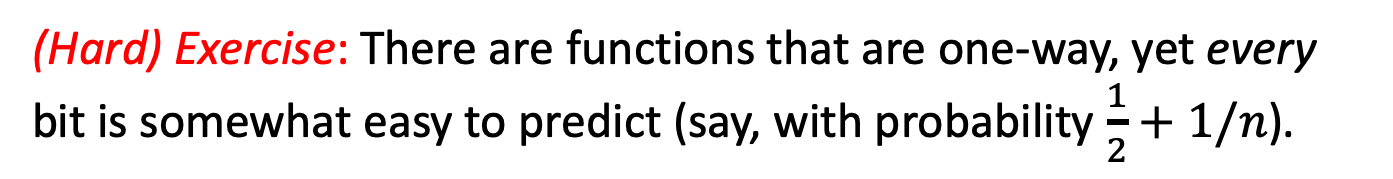 (Hard) Exercise: There are functions that are one-way, yet every
bit is somewhat easy to predict (say, with probability 1/2 + 1/n).